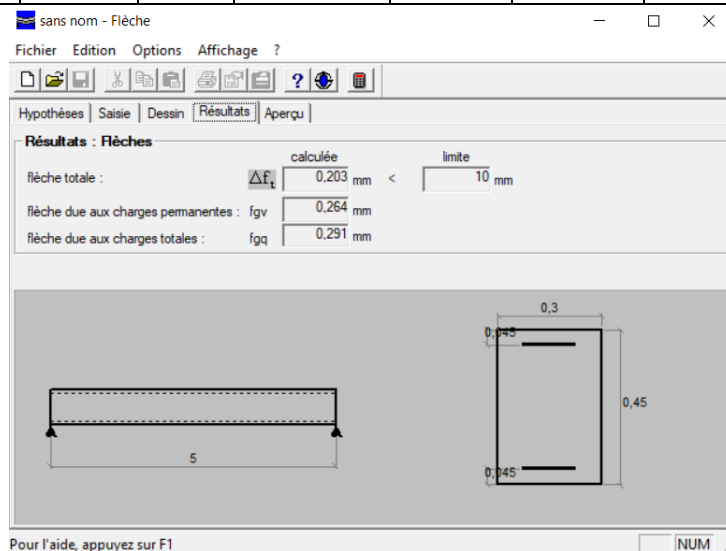 sans nom - Flèche
Fichier Edition Options Affichage ?
Hypothèses Saisie Dessin Résultats Aperçu
Résultats : Flèches
calculée limite
flèche totale : Δft 0,203 mm < 10 mm
flèche due aux charges permanentes : fgv 0,264 mm
flèche due aux charges totales : fgq 0,291 mm
0,3
0,045
0,45
5
0,045
Pour l'aide, appuyez sur F1 NUM